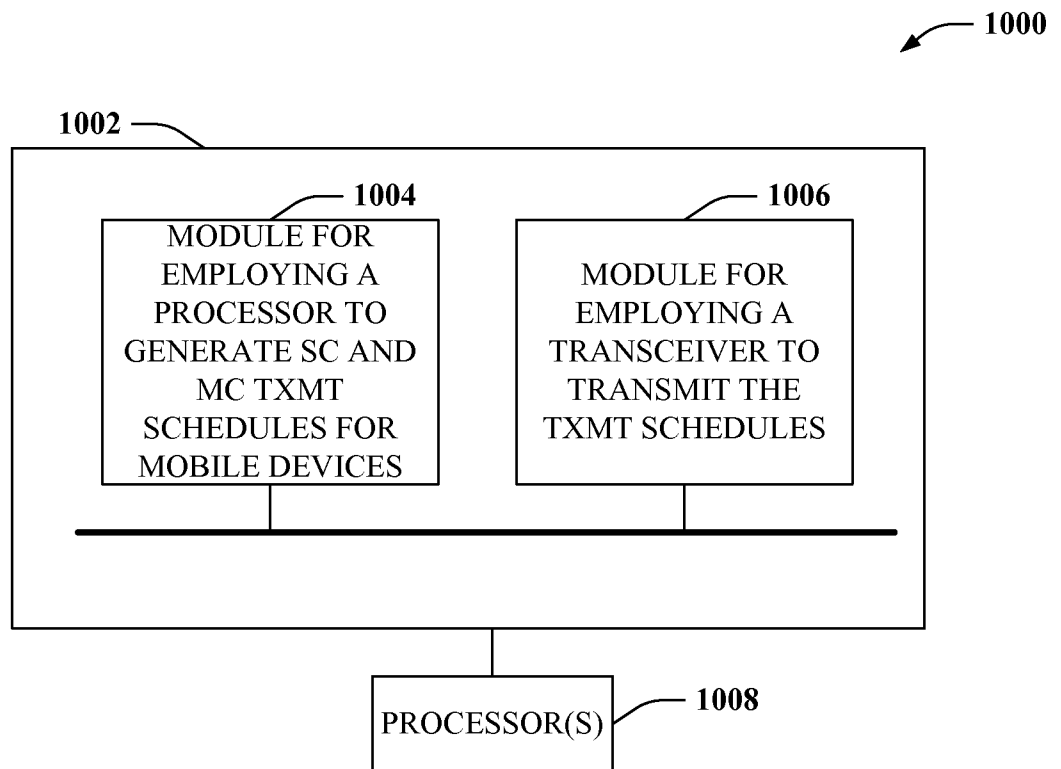 1000
1002
1004
1006
MODULE FOR
EMPLOYING A
PROCESSOR TO
GENERATE SC AND
MC TXMT
SCHEDULES FOR
MOBILE DEVICES
MODULE FOR
EMPLOYING A
TRANSCEIVER TO
TRANSMIT THE
TXMT SCHEDULES
PROCESSOR(S)
1008